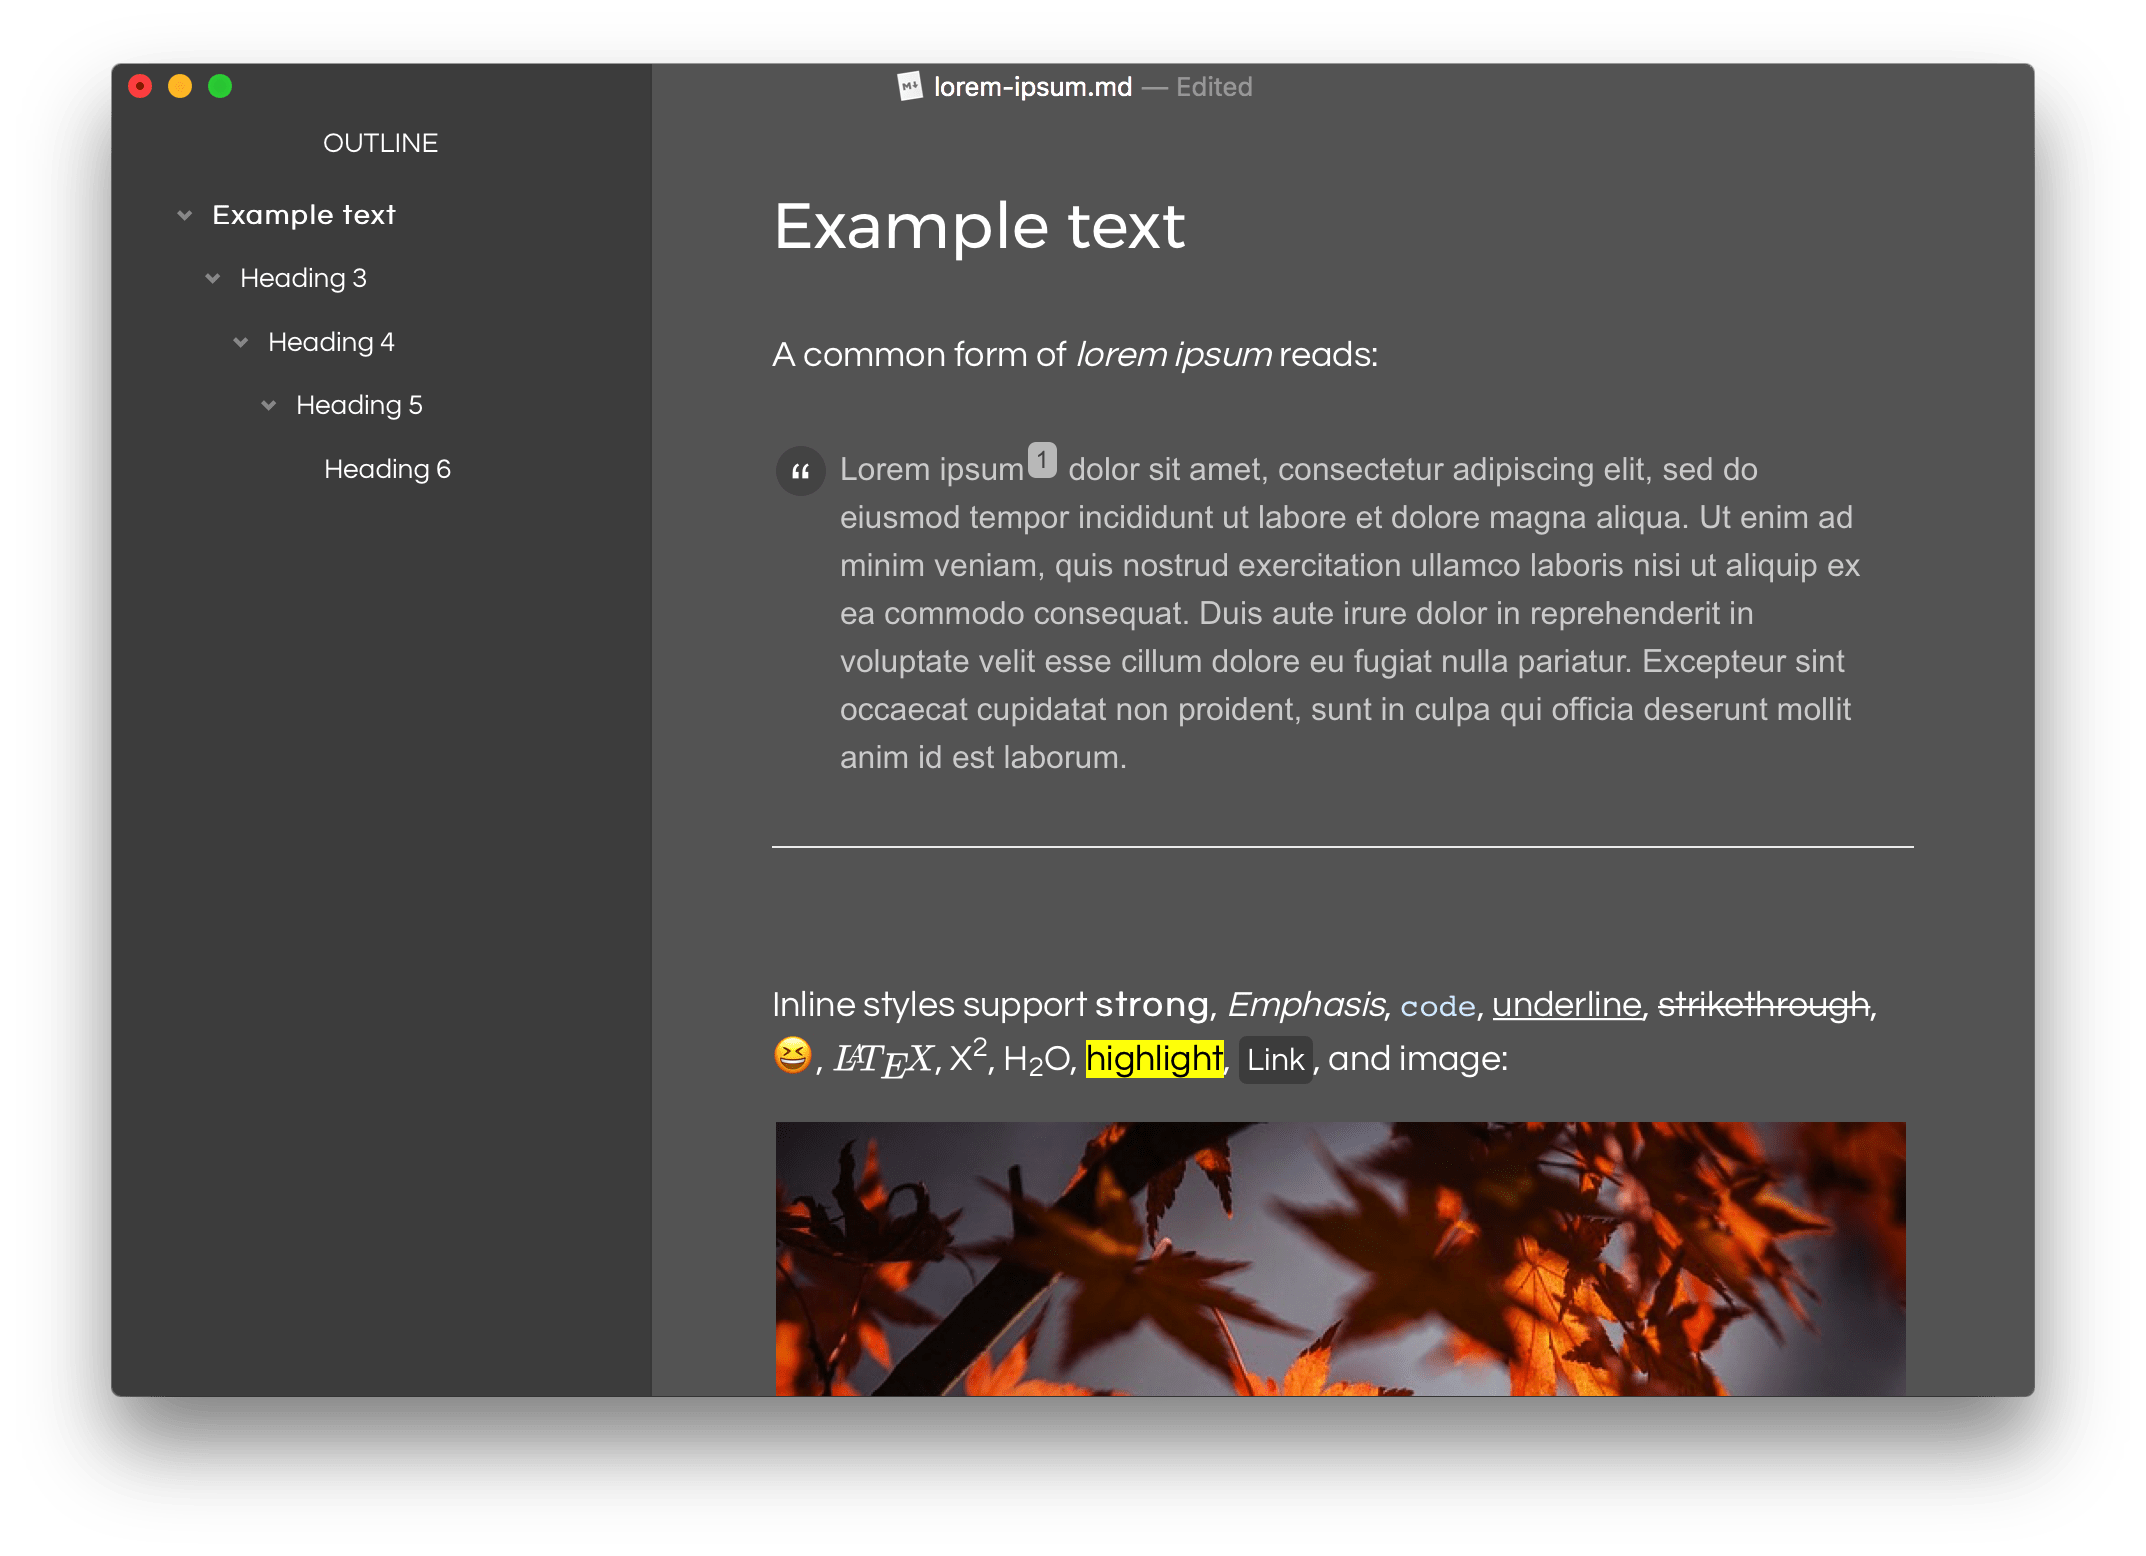 lorem-ipsum.md — Edited
OUTLINE
Example text
Heading 3
Heading 4
Heading 5
Heading 6
Example text
A common form of lorem ipsum reads:
“ Lorem ipsum1 dolor sit amet, consectetur adipiscing elit, sed do
eiusmod tempor incididunt ut labore et dolore magna aliqua. Ut enim ad
minim veniam, quis nostrud exercitation ullamco laboris nisi ut aliquip ex
ea commodo consequat. Duis aute irure dolor in reprehenderit in
voluptate velit esse cillum dolore eu fugiat nulla pariatur. Excepteur sint
occaecat cupidatat non proident, sunt in culpa qui officia deserunt mollit
anim id est laborum.
Inline styles support strong, Emphasis, code, underline, strikethrough,
😆, LATEX, X², H₂O, highlight, Link, and image: